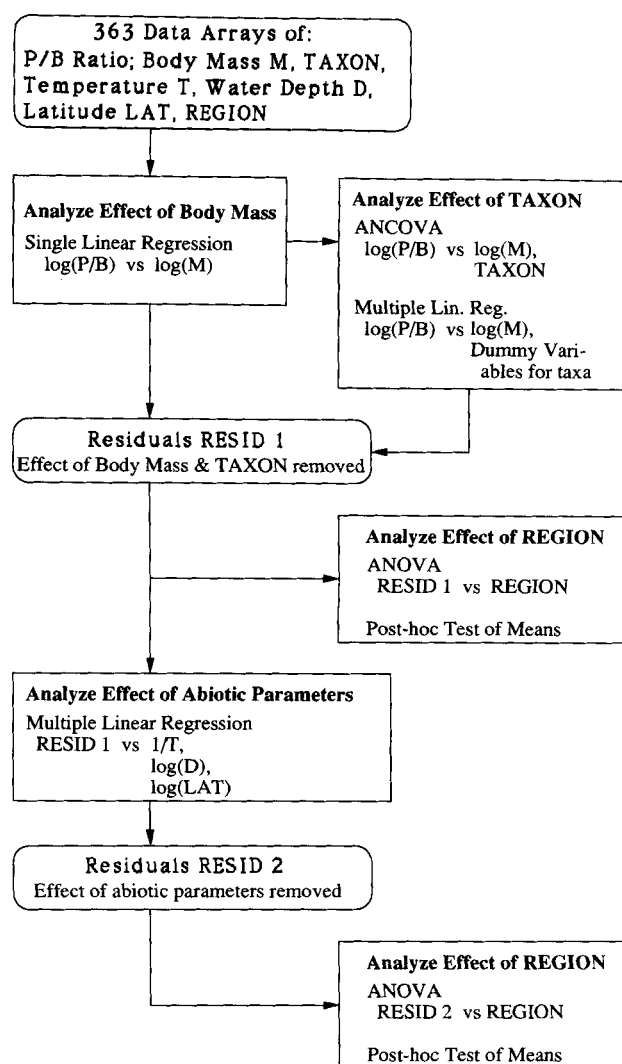 363 Data Arrays of:
P/B Ratio; Body Mass M, TAXON,
Temperature T, Water Depth D,
Latitude LAT, REGION
Analyze Effect of Body Mass
Single Linear Regression
log(P/B) vs log(M)
Analyze Effect of TAXON
ANCOVA
log(P/B) vs log(M),
TAXON
Multiple Lin. Reg.
log(P/B) vs log(M),
Dummy Vari-
ables for taxa
Residuals RESID 1
Effect of Body Mass & TAXON removed
Analyze Effect of REGION
ANOVA
RESID 1 vs REGION
Post-hoc Test of Means
Analyze Effect of Abiotic Parameters
Multiple Linear Regression
RESID 1 vs 1/T,
log(D),
log(LAT)
Residuals RESID 2
Effect of abiotic parameters removed
Analyze Effect of REGION
ANOVA
RESID 2 vs REGION
Post-hoc Test of Means